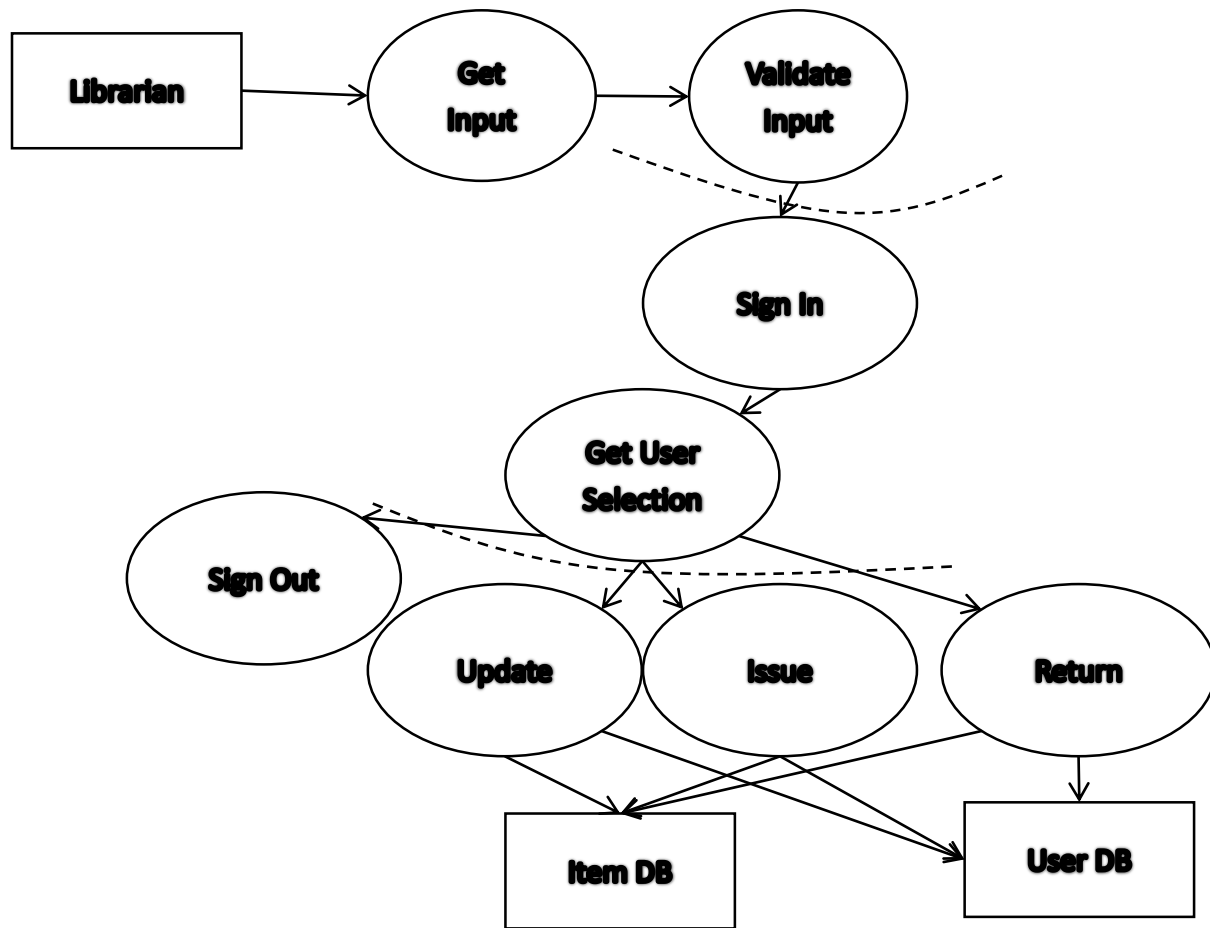 Librarian
Get
Input
Validate
Input
Sign In
Get User
Selection
Sign Out
Update
Issue
Return
Item DB
User DB